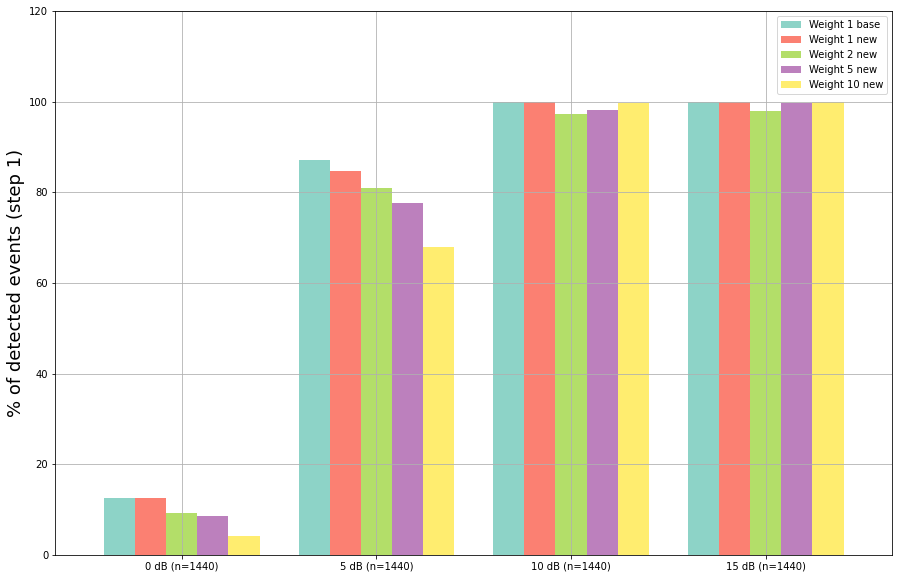 120
100
80
60
40
20
0
% of detected events (step 1)
Weight 1 base
Weight 1 new
Weight 2 new
Weight 5 new
Weight 10 new
0 dB (n=1440)
5 dB (n=1440)
10 dB (n=1440)
15 dB (n=1440)